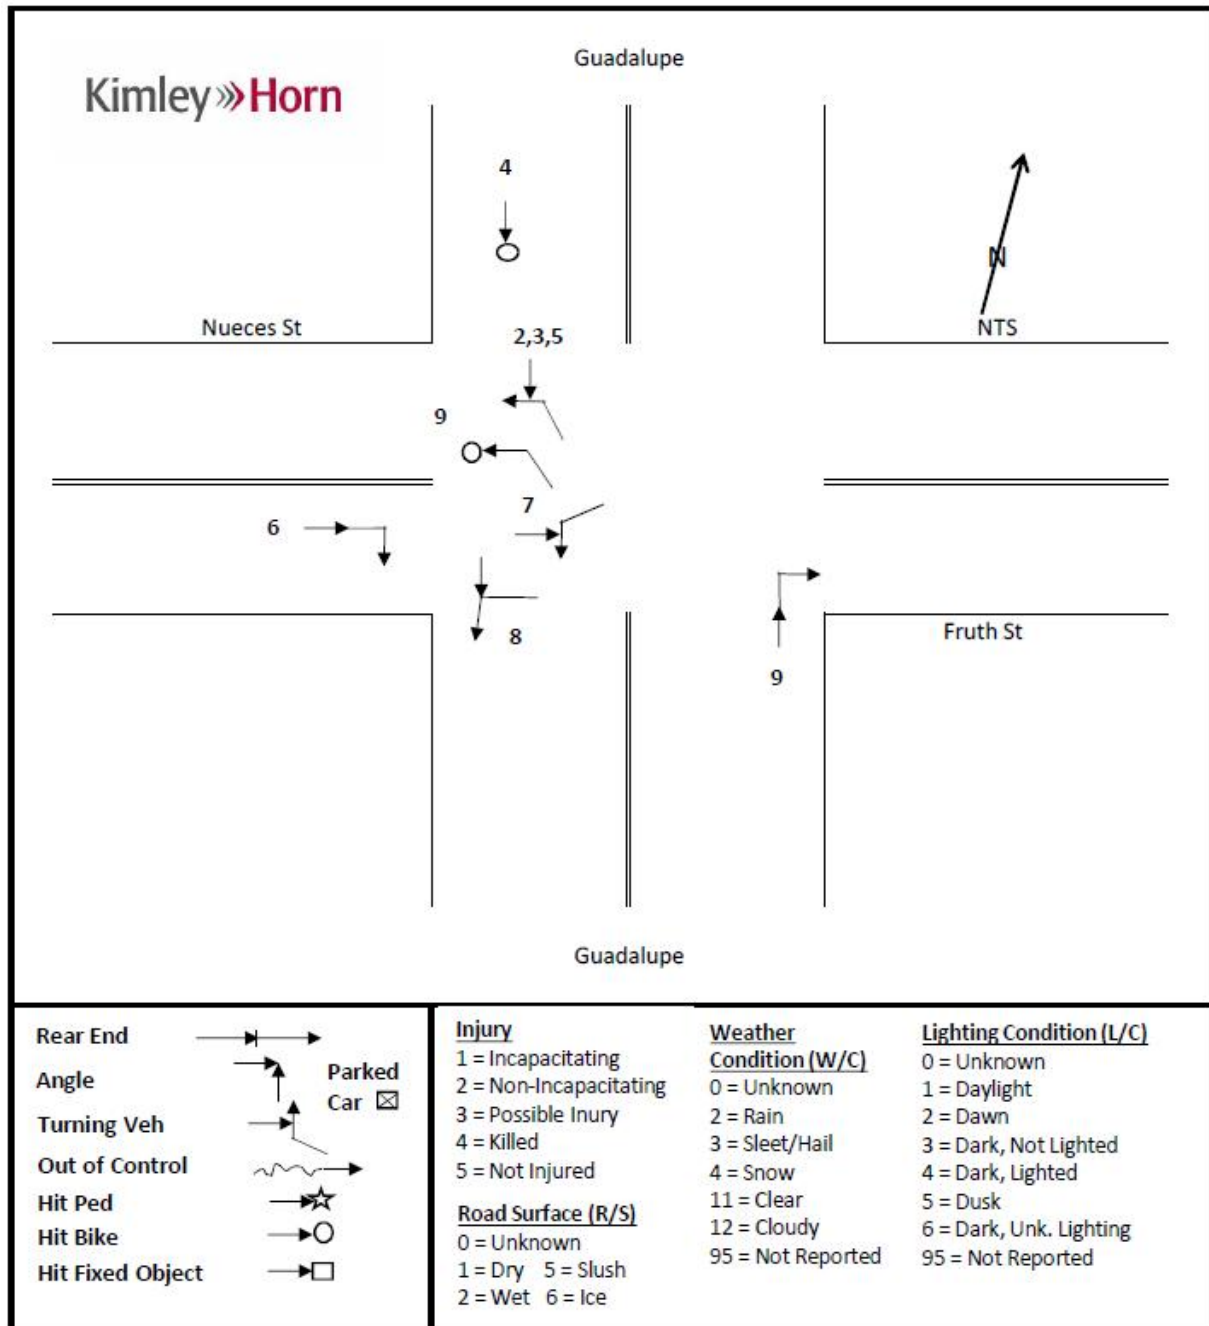 Guadalupe
Kimley»Horn
4
N
Nueces St
NTS
2,3,5
9
7
6
8
Fruth St
9
Guadalupe
Rear End
Angle
Parked
Car
Turning Veh
Out of Control
Hit Ped
Hit Bike
Hit Fixed Object
Injury
1 = Incapacitating
2 = Non-Incapacitating
3 = Possible Inury
4 = Killed
5 = Not Injured
Road Surface (R/S)
0 = Unknown
1 = Dry 5 = Slush
2 = Wet 6 = Ice
Weather
Condition (W/C)
0 = Unknown
2 = Rain
3 = Sleet/Hail
4 = Snow
11 = Clear
12 = Cloudy
95 = Not Reported
Lighting Condition (L/C)
0 = Unknown
1 = Daylight
2 = Dawn
3 = Dark, Not Lighted
4 = Dark, Lighted
5 = Dusk
6 = Dark, Unk. Lighting
95 = Not Reported